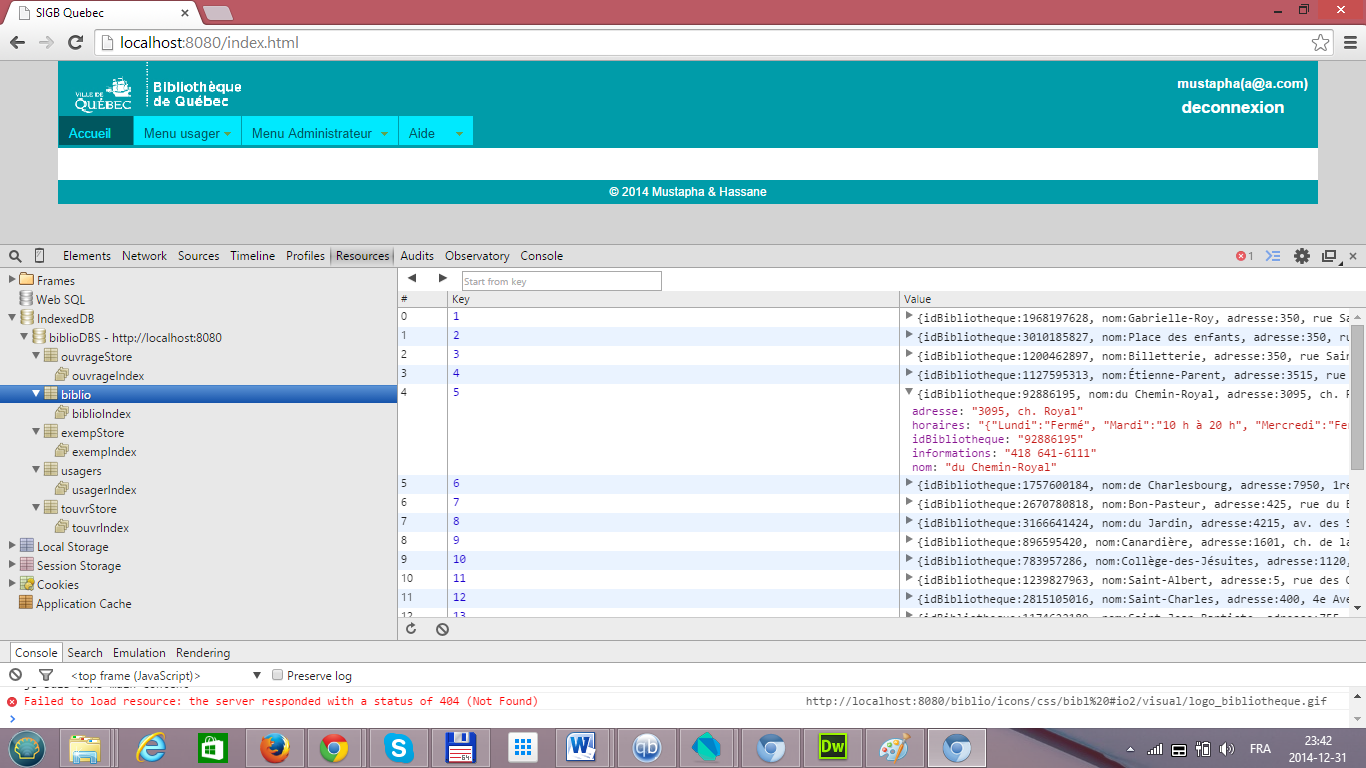 SIGB Quebec
localhost:8080/index.html
VILLE DE
QUÉBEC
Bibliothèque
de Québec
mustapha(a@a.com)
deconnexion
Accueil Menu usager Menu Administrateur Aide
© 2014 Mustapha & Hassane
Elements Network Sources Timeline Profiles Resources Audits Observatory Console 1
Frames
Web SQL
IndexedDB
biblioDBS - http://localhost:8080
ouvrageStore
ouvrageIndex
biblio
biblioIndex
exempStore
exempIndex
usagers
usagerIndex
touvrStore
touvrIndex
Local Storage
Session Storage
Cookies
Application Cache
Start from key
# Key Value
0 1 {idBibliotheque:1968197628, nom:Gabrielle-Roy, adresse:350, rue Sa
1 2 {idBibliotheque:3010185827, nom:Place des enfants, adresse:350, ru
2 3 {idBibliotheque:1200462897, nom:Billetterie, adresse:350, rue Sain
3 4 {idBibliotheque:1127595313, nom:Étienne-Parent, adresse:3515, rue
4 5 {idBibliotheque:92886195, nom:du Chemin-Royal, adresse:3095, ch. R
adresse: "3095, ch. Royal"
horaires: "{"Lundi":"Fermé", "Mardi":"10 h à 20 h", "Mercredi":"Fe
idBibliotheque: "92886195"
informations: "418 641-6111"
nom: "du Chemin-Royal"
5 6 {idBibliotheque:1757600184, nom:de Charlesbourg, adresse:7950, 1re
6 7 {idBibliotheque:2670780818, nom:Bon-Pasteur, adresse:425, rue du B
7 8 {idBibliotheque:3166641424, nom:du Jardin, adresse:4215, av. des S
8 9 {idBibliotheque:896595420, nom:Canardière, adresse:1601, ch. de la
9 10 {idBibliotheque:783957286, nom:Collège-des-Jésuites, adresse:1120,
10 11 {idBibliotheque:1239827963, nom:Saint-Albert, adresse:5, rue des
11 12 {idBibliotheque:2815105016, nom:Saint-Charles, adresse:400, 4e Ave
12 13
Console Search Emulation Rendering
<top frame (JavaScript)> Preserve log
Failed to load resource: the server responded with a status of 404 (Not Found) http://localhost:8080/biblio/icons/css/bibl%20#io2/visual/logo_bibliotheque.gif
64
W
qb
Dw
FRA
23:42
2014-12-31